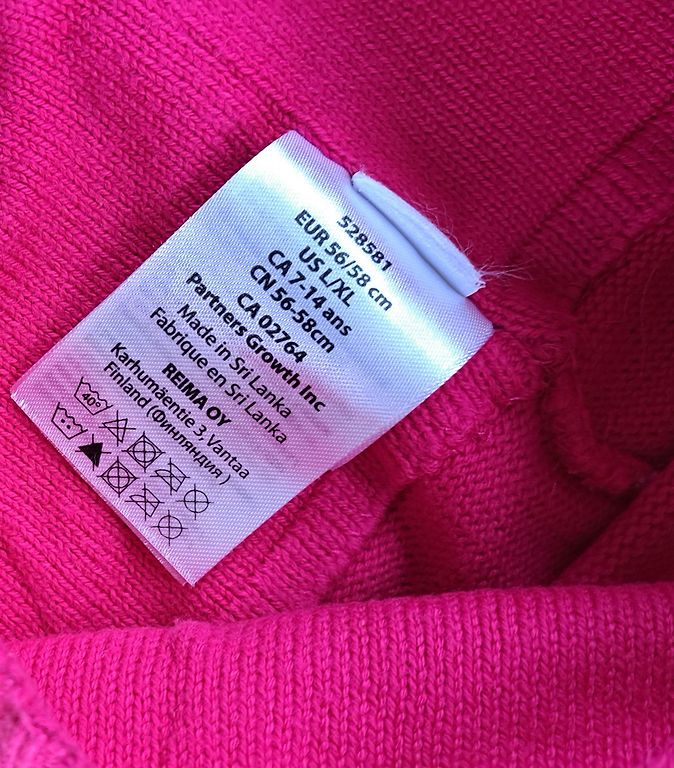 528581
EUR 56/58 cm
US L/XL
CA 7-14 ans
CN 56-58cm
CA 02764
Partners Growth Inc
Made in Sri Lanka
Fabrique en Sri Lanka
REIMA OY
Karhumäentie 3, Vantaa
Finland (Финляндия )
40°